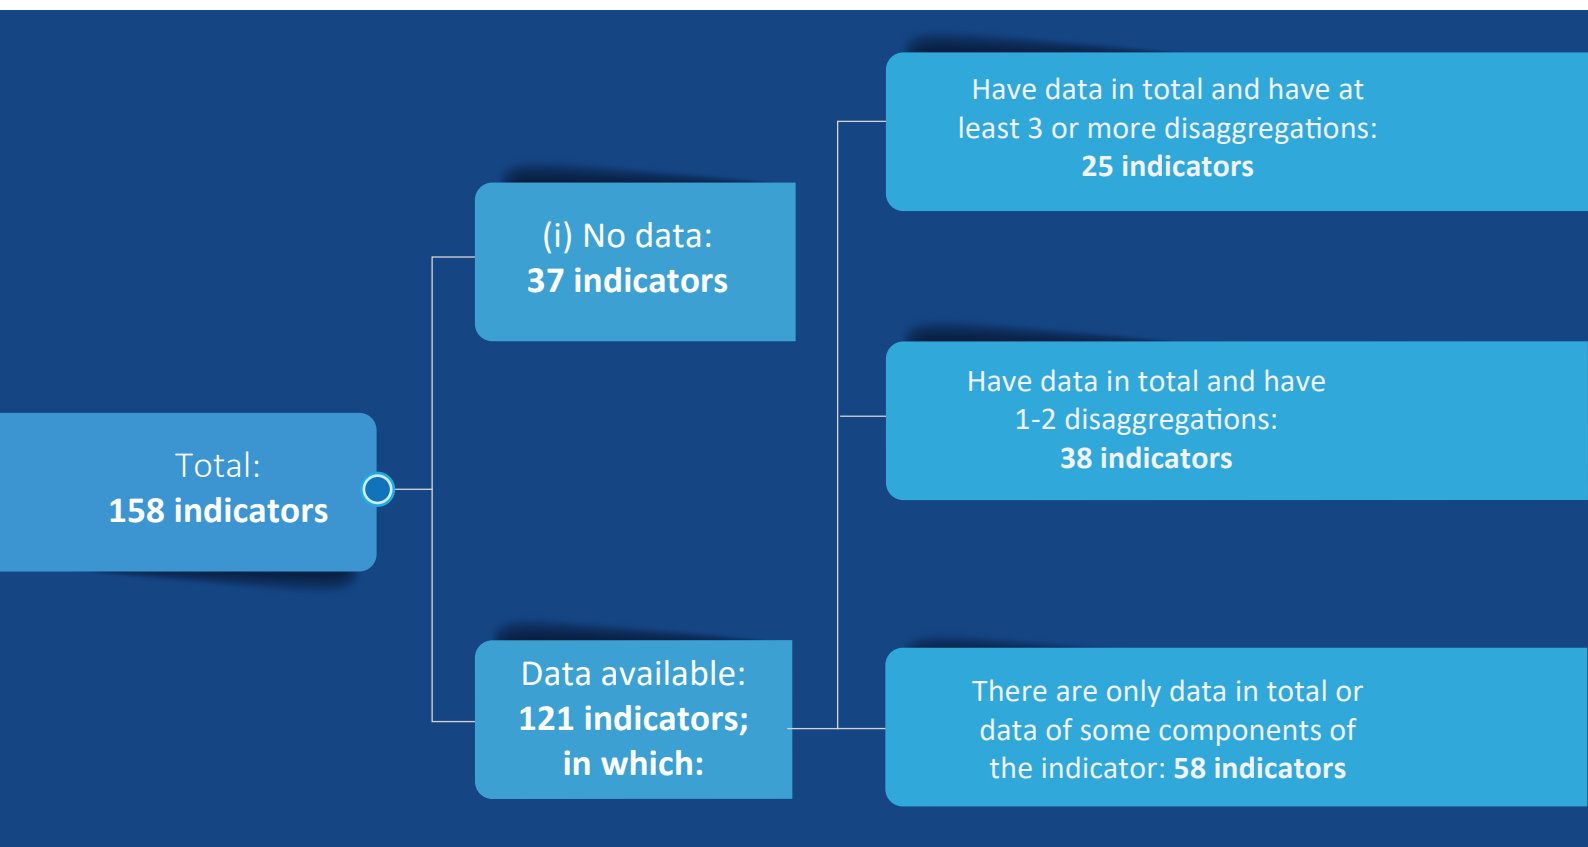 Total:
158 indicators
(i) No data:
37 indicators
Data available:
121 indicators;
in which:
Have data in total and have at
least 3 or more disaggregations:
25 indicators
Have data in total and have
1-2 disaggregations:
38 indicators
There are only data in total or
data of some components of
the indicator: 58 indicators